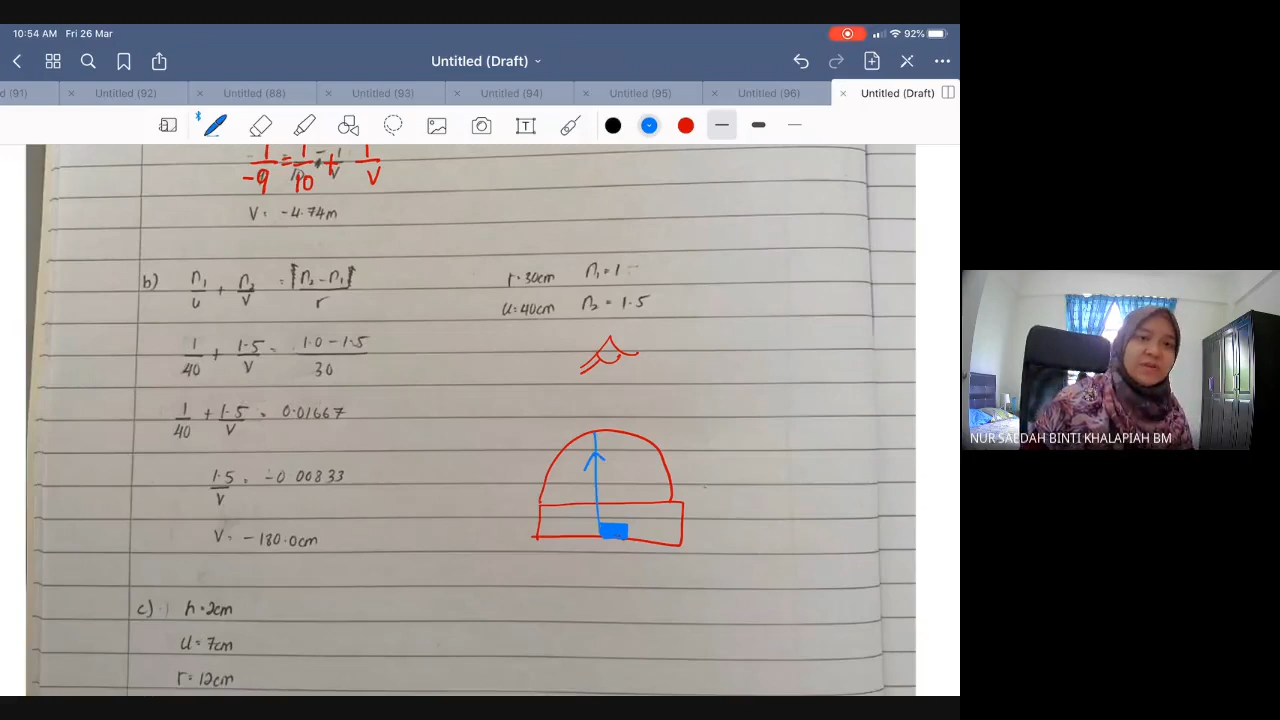 10:54 AM Fri 26 Mar
92%
Untitled (Draft)
d (91)
Untitled (92)
Untitled (88)
Untitled (93)
Untitled (94)
Untitled (95)
Untitled (96)
Untitled (Draft)
T
1/-9 = 1/10 + 1/v
V = -4.74m
b) n₁/u + n₂/v = [n₂ - n₁]/r
r = 30cm n₁ = 1
u = 40cm n₂ = 1.5
1/40 + 1.5/v = 1.0 - 1.5/30
1/40 + 1.5/v = 0.01667
1.5/v = -0.00833
V = -180.0cm
c) h = 2cm
u = 7cm
r = 12cm
NUR SAEDAH BINTI KHALAPIAH BM